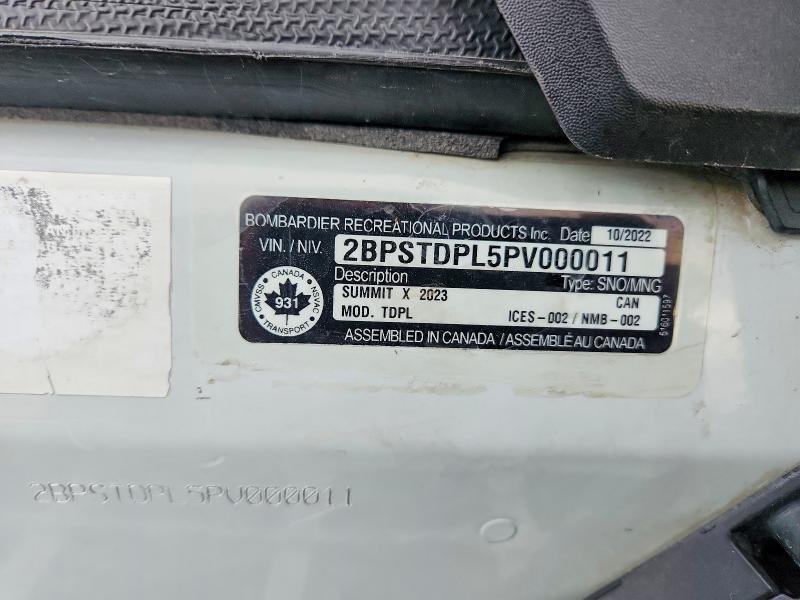 BOMBARDIER RECREATIONAL PRODUCTS Inc. Date 10/2022
VIN. / NIV. 2BPSTDPL5PV000011
Description Type: SNO/MNG
SUMMIT X 2023 CAN
MOD. TDPL ICES-002 / NMB-002
ASSEMBLED IN CANADA / ASSEMBLÉ AU CANADA
CANADA
CMVSS
931
NSVAC
TRANSPORT
516011597
2BPSTDPL5PV000011